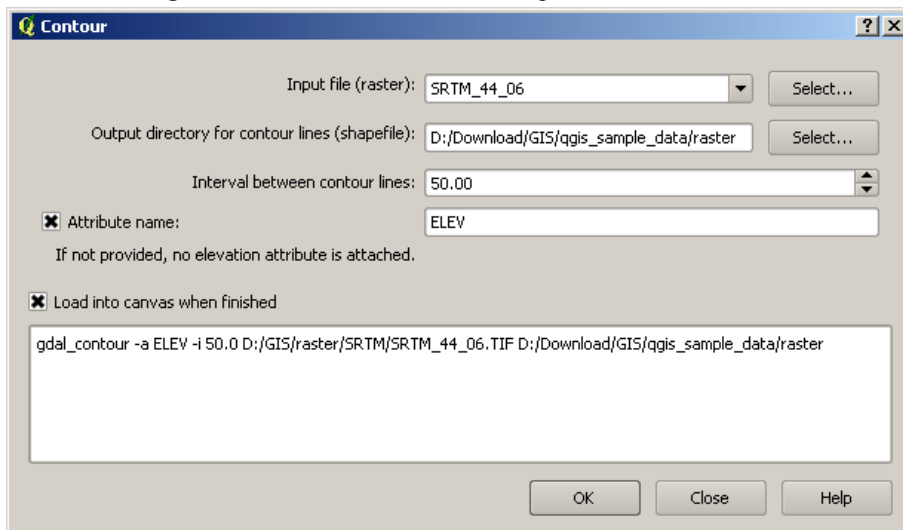 Contour
Input file (raster): SRTM_44_06 Select...
Output directory for contour lines (shapefile): D:/Download/GIS/qgis_sample_data/raster Select...
Interval between contour lines: 50.00
Attribute name: ELEV
If not provided, no elevation attribute is attached.
Load into canvas when finished
gdal_contour -a ELEV -i 50.0 D:/GIS/raster/SRTM/SRTM_44_06.TIF D:/Download/GIS/qgis_sample_data/raster
OK Close Help